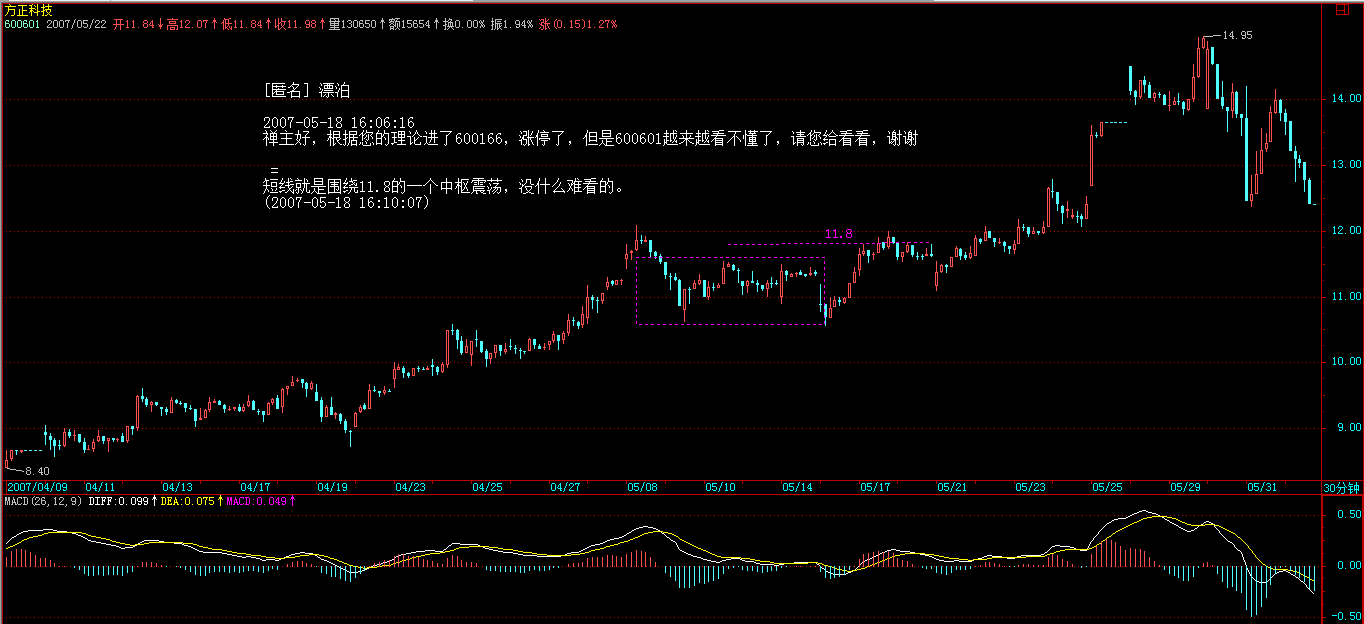 方正科技
600601 2007/05/22 开11.84↓高12.07↑低11.84↑收11.98↑量130650↑额15654↑换0.00% 振1.94% 涨(0.15)1.27%
14.95
[匿名] 漂泊
2007-05-18 16:06:16
禅主好，根据您的理论进了600166，涨停了，但是600601越来越看不懂了，请您给看看，谢谢
=
短线就是围绕11.8的一个中枢震荡，没什么难看的。
(2007-05-18 16:10:07)
11.8
14.00
13.00
12.00
11.00
10.00
9.00
8.40
2007/04/09 04/11 04/13 04/17 04/19 04/23 04/25 04/27 05/08 05/10 05/14 05/17 05/21 05/23 05/25 05/29 05/31 30分钟
MACD(26,12,9) DIFF:0.099↑DEA:0.075↑MACD:0.049↑
0.50
0.00
-0.50